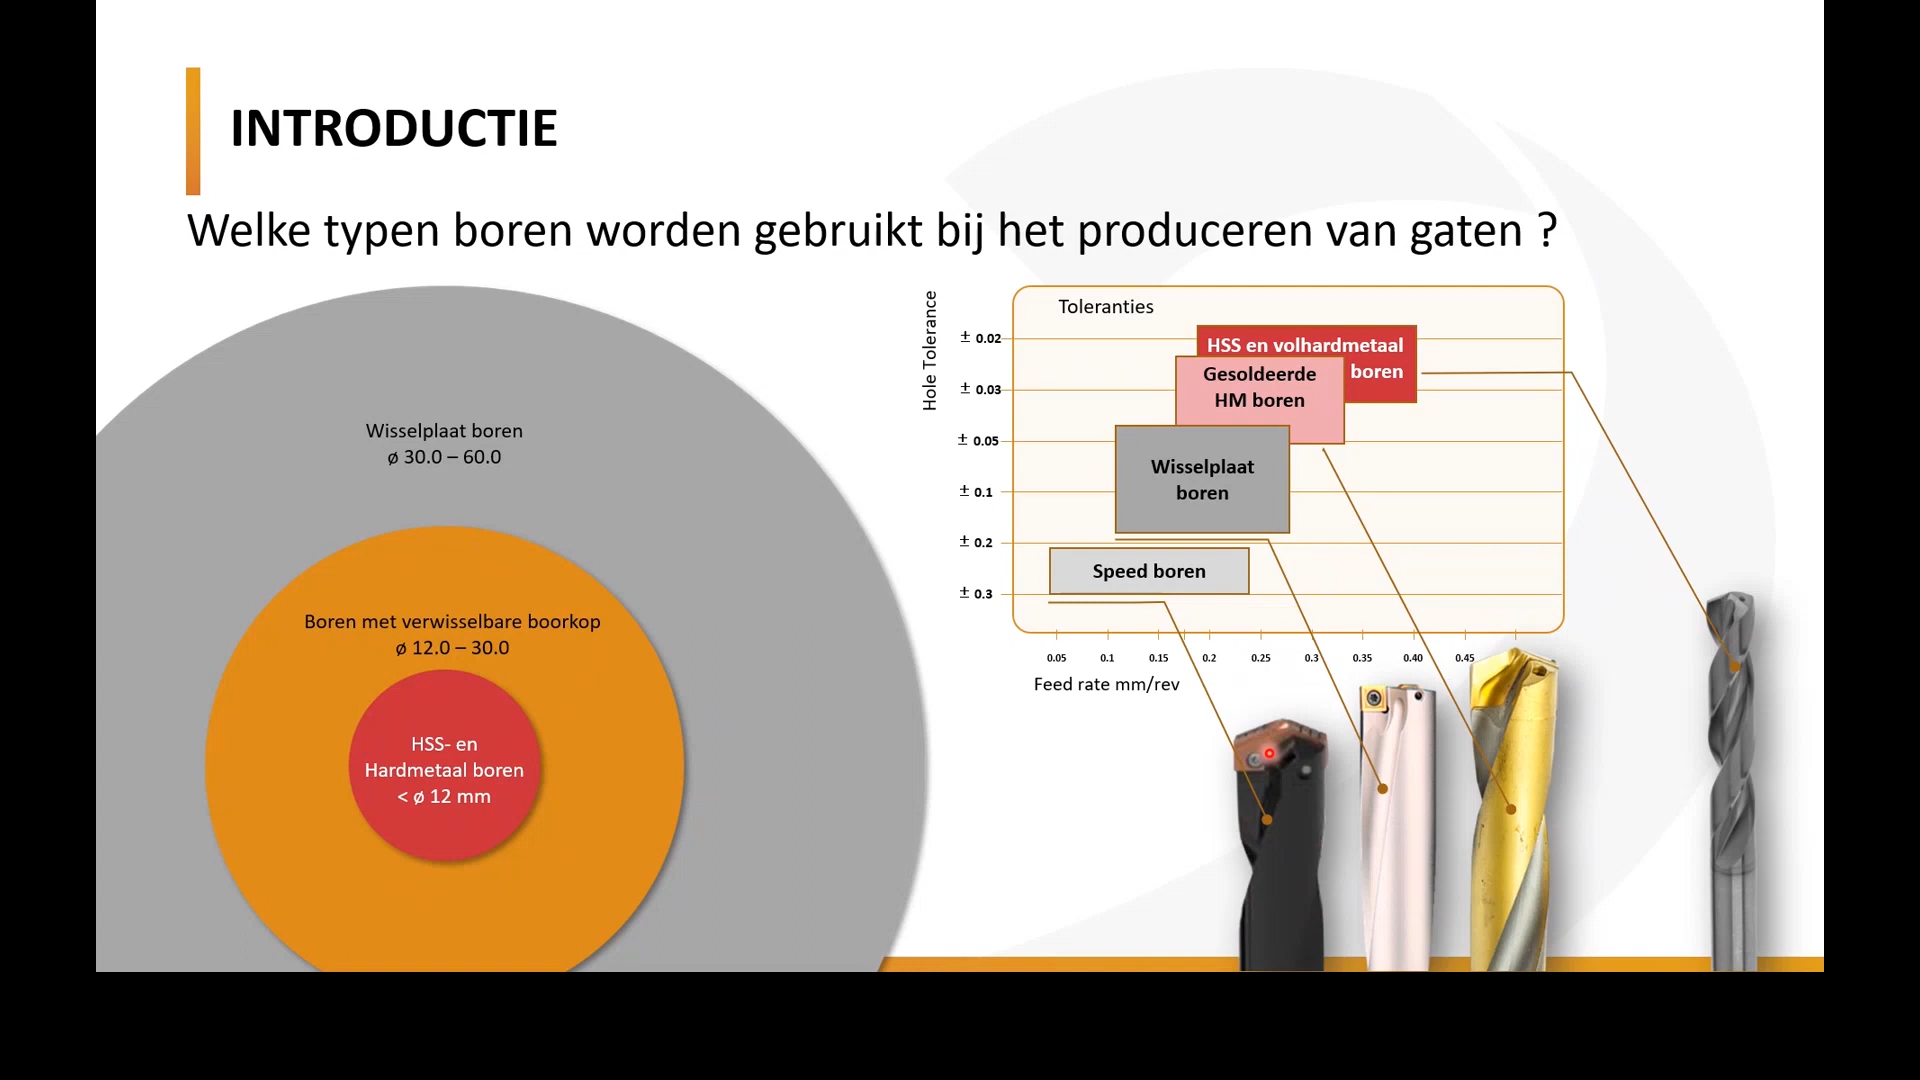 INTRODUCTIE
Welke typen boren worden gebruikt bij het produceren van gaten ?
Wisselplaat boren
ø 30.0 – 60.0
Boren met verwisselbare boorkop
ø 12.0 – 30.0
HSS- en
Hardmetaal boren
< ø 12 mm
Hole Tolerance
Toleranties
± 0.02
± 0.03
± 0.05
± 0.1
± 0.2
± 0.3
HSS en volhardmetaal
boren
Gesoldeerde
HM boren
Wisselplaat
boren
Speed boren
0.05 0.1 0.15 0.2 0.25 0.3 0.35 0.40 0.45
Feed rate mm/rev